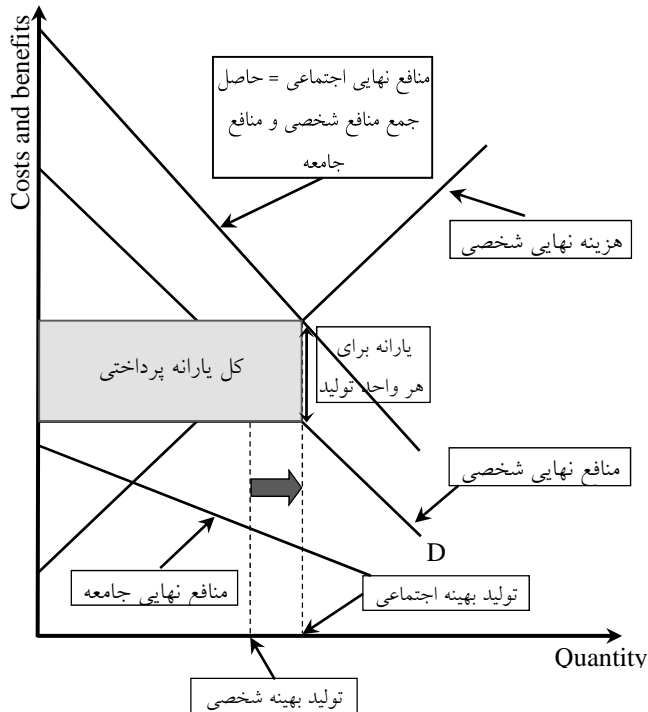 Costs and benefits
منافع نهایی اجتماعی = حاصل
جمع منافع شخصی و منافع
جامعه
هزینه نهایی شخصی
یارانه برای
هر واحد تولید
کل یارانه پرداختی
منافع نهایی شخصی
D
منافع نهایی جامعه
تولید بهینه اجتماعی
Quantity
تولید بهینه شخصی